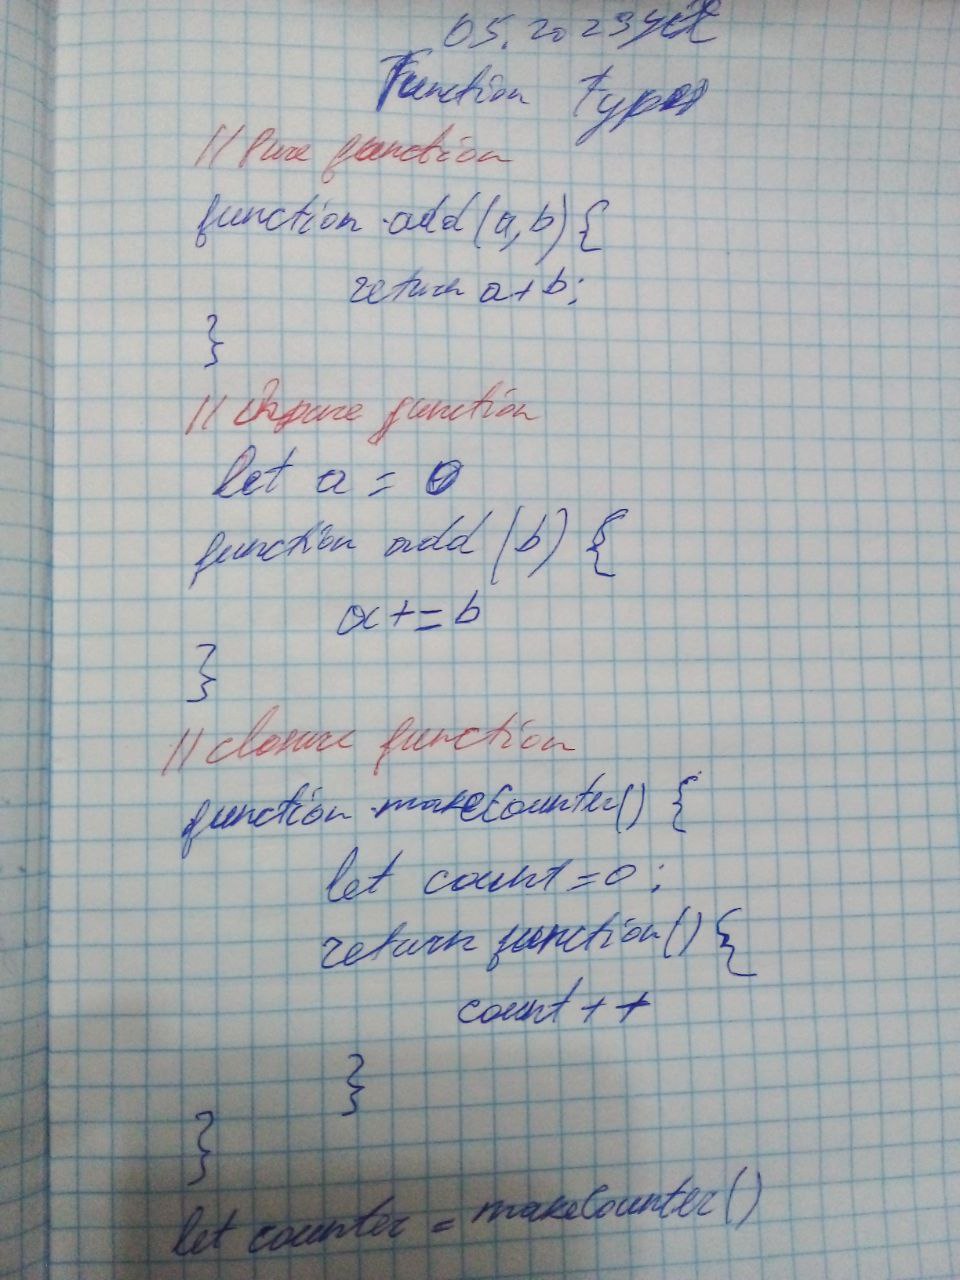 05.2023
Function Types
// Pure function
function add(a,b){
return a+b;
}
// Impure function
let a = 0
function add (b) {
a+=b
}
// closure function
function makeCounter() {
let count=0;
return function() {
count++
}
}
let counter = makeCounter()